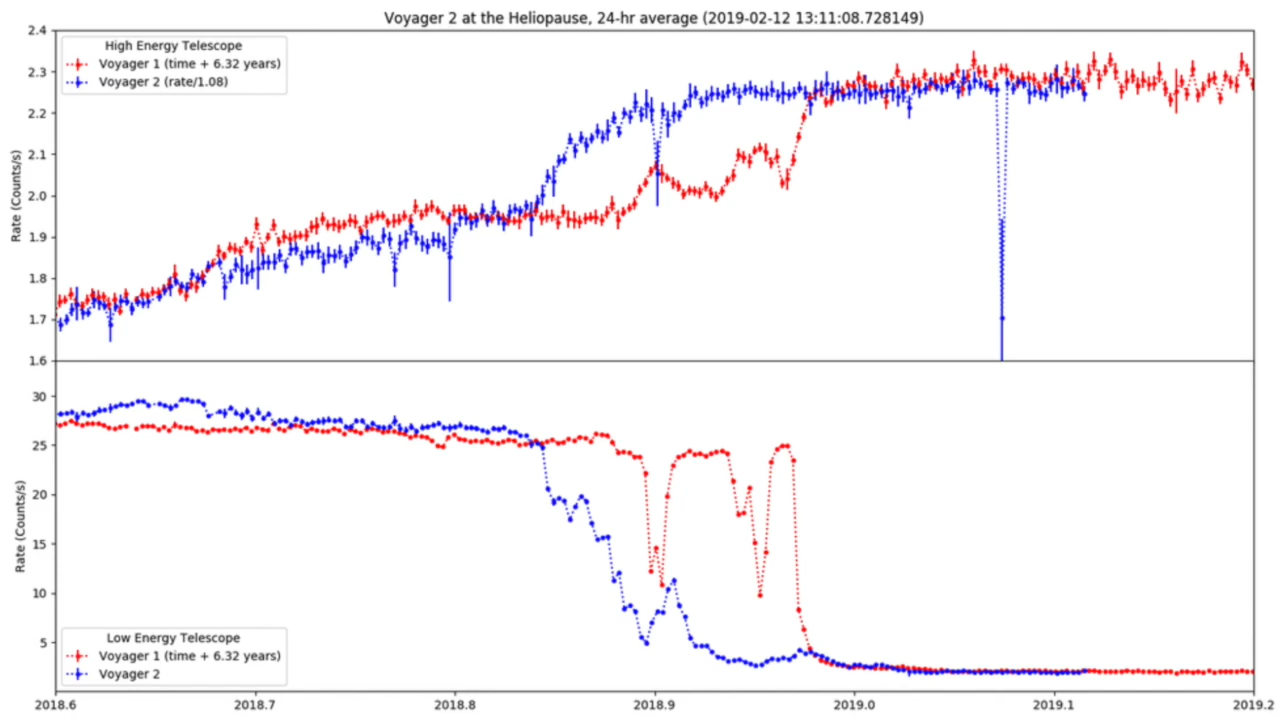 Voyager 2 at the Heliopause, 24-hr average (2019-02-12 13:11:08.728149)
High Energy Telescope
Voyager 1 (time + 6.32 years)
Voyager 2 (rate/1.08)
Rate (Counts/s)
2.4
2.3
2.2
2.1
2.0
1.9
1.8
1.7
1.6
Rate (Counts/s)
30
25
20
15
10
5
Low Energy Telescope
Voyager 1 (time + 6.32 years)
Voyager 2
2018.6 2018.7 2018.8 2018.9 2019.0 2019.1 2019.2